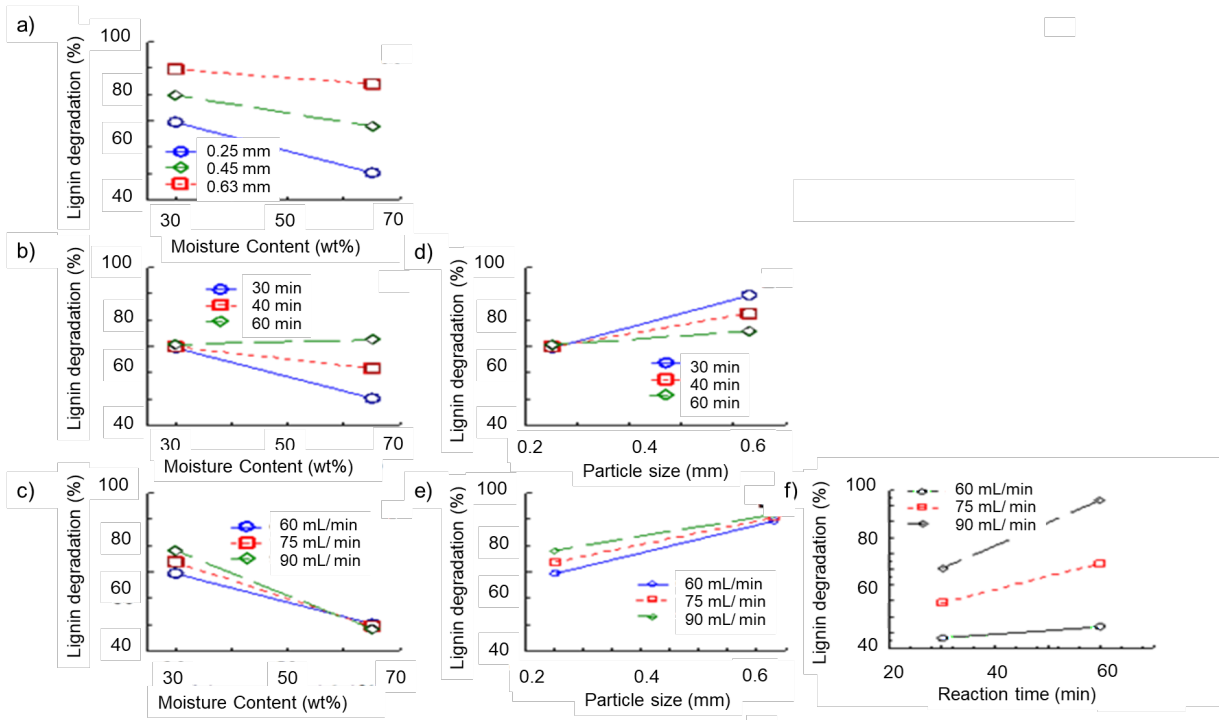 a)
Lignin degradation (%)
100
80
60
40
0.25 mm
0.45 mm
0.63 mm
30 50 70
Moisture Content (wt%)
b)
Lignin degradation (%)
100
80
60
40
30 min
40 min
60 min
30 50 70
Moisture Content (wt%)
c)
Lignin degradation (%)
100
80
60
40
60 mL/min
75 mL/ min
90 mL/ min
30 50 70
Moisture Content (wt%)
d)
Lignin degradation (%)
100
80
60
40
30 min
40 min
60 min
0.2 0.4 0.6
Particle size (mm)
e)
Lignin degradation (%)
100
80
60
40
60 mL/min
75 mL/ min
90 mL/ min
0.2 0.4 0.6
Particle size (mm)
f)
Lignin degradation (%)
100
80
60
40
60 mL/min
75 mL/ min
90 mL/ min
20 40 60
Reaction time (min)